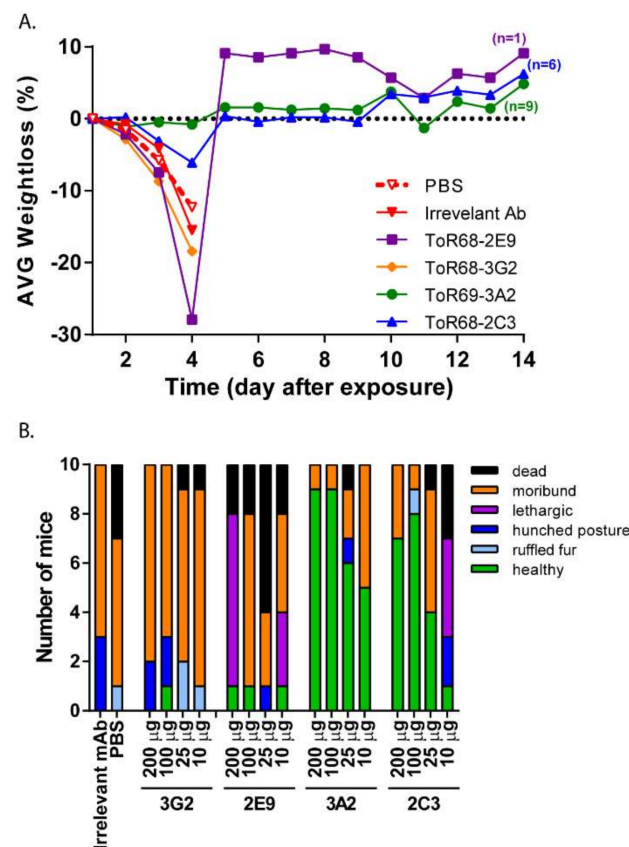 A.
AVG Weightloss (%)
10
0
-10
-20
-30
(n=1)
(n=6)
(n=9)
PBS
Irrevelant Ab
ToR68-2E9
ToR68-3G2
ToR69-3A2
ToR68-2C3
2 4 6 8 10 12 14
Time (day after exposure)
B.
Number of mice
10
8
6
4
2
0
dead
moribund
lethargic
hunched posture
ruffled fur
healthy
Irrelevant mAb
PBS
200 µg
100 µg
25 µg
10 µg
200 µg
100 µg
25 µg
10 µg
200 µg
100 µg
25 µg
10 µg
200 µg
100 µg
25 µg
10 µg
3G2 2E9 3A2 2C3